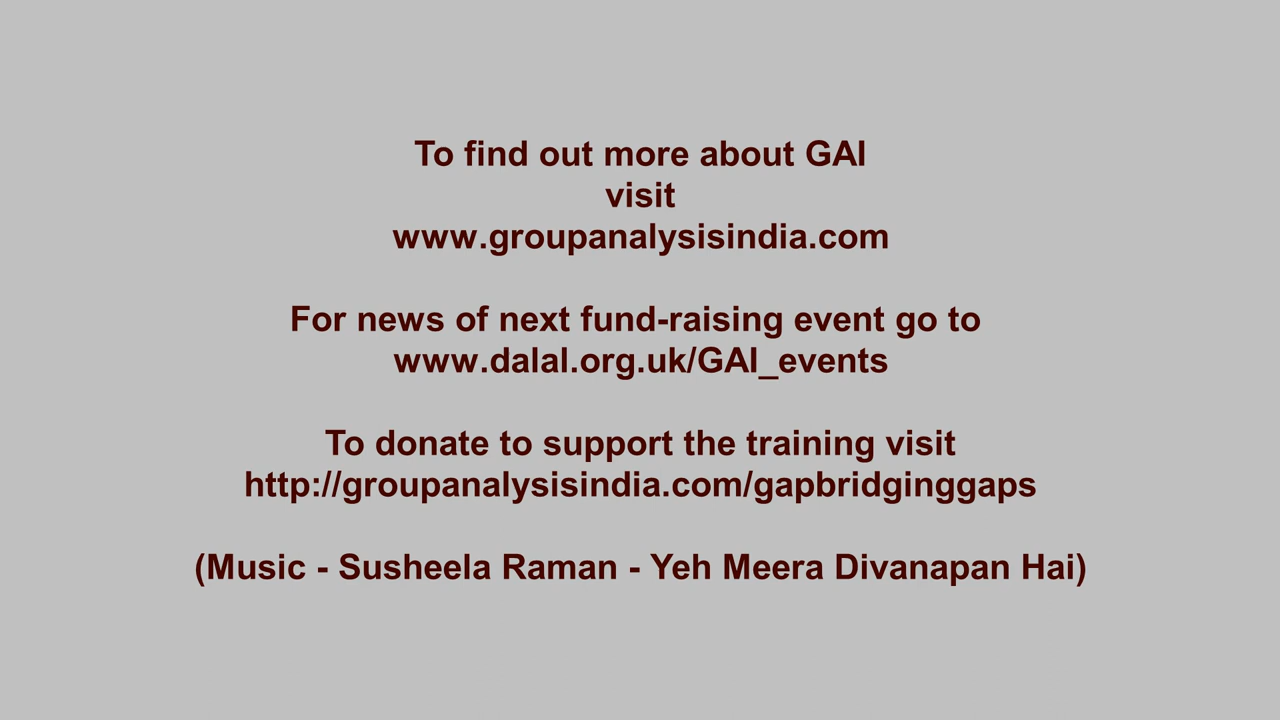 To find out more about GAI
visit
www.groupanalysisindia.com
For news of next fund-raising event go to
www.dalal.org.uk/GAI_events
To donate to support the training visit
http://groupanalysisindia.com/gapbridginggaps
(Music - Susheela Raman - Yeh Meera Divanapan Hai)